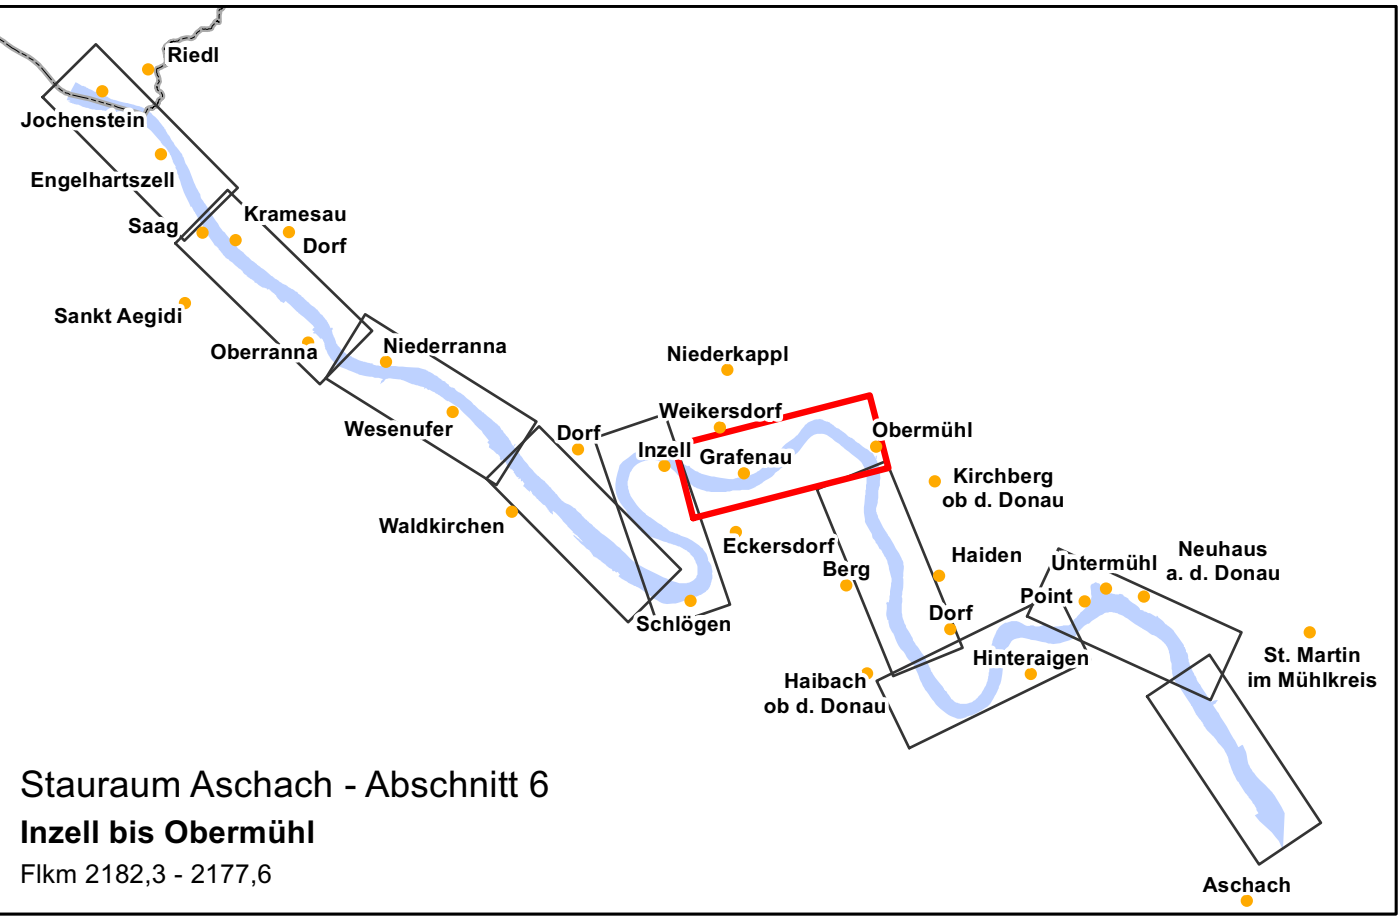 Riedl
Jochenstein
Engelhartszell
Saag
Kramesau
Dorf
Sankt Aegidi
Oberranna
Niederranna
Wesenufer
Dorf
Waldkirchen
Schlögen
Niederkappl
Weikersdorf
Inzell
Grafenau
Obermühl
Kirchberg
ob d. Donau
Eckersdorf
Berg
Haiden
Dorf
Haibach
ob d. Donau
Hinteraigen
Point
Untermühl
Neuhaus
a. d. Donau
St. Martin
im Mühlkreis
Aschach
Stauraum Aschach - Abschnitt 6
Inzell bis Obermühl
Flkm 2182,3 - 2177,6